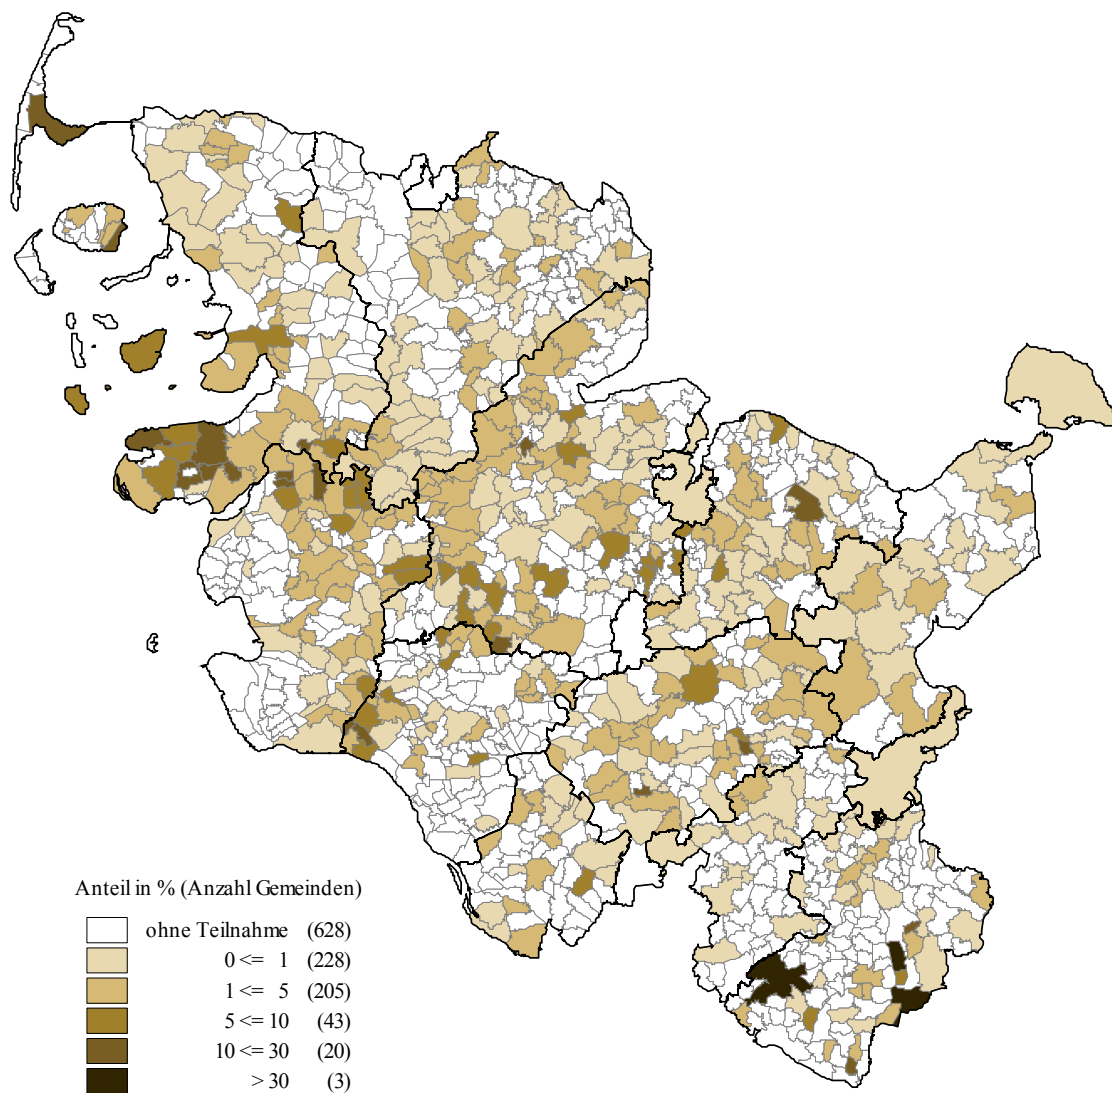 Anteil in % (Anzahl Gemeinden)
ohne Teilnahme (628)
0 <= 1 (228)
1 <= 5 (205)
5 <= 10 (43)
10 <= 30 (20)
> 30 (3)